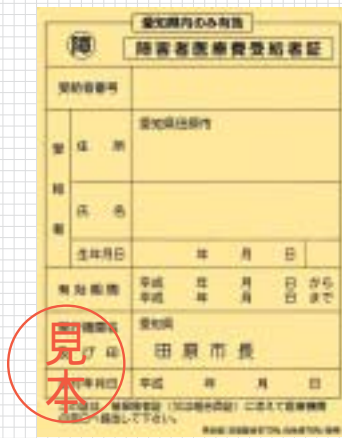 愛知県内のみ有効
障
障害者医療費受給者証
受給者番号
受給者
住所
愛知県田原市
氏名
生年月日 年 月 日
有効期間
平成 年 月 日 から
平成 年 月 日 まで
愛知県
田原市長
平成 年 月 日
見本